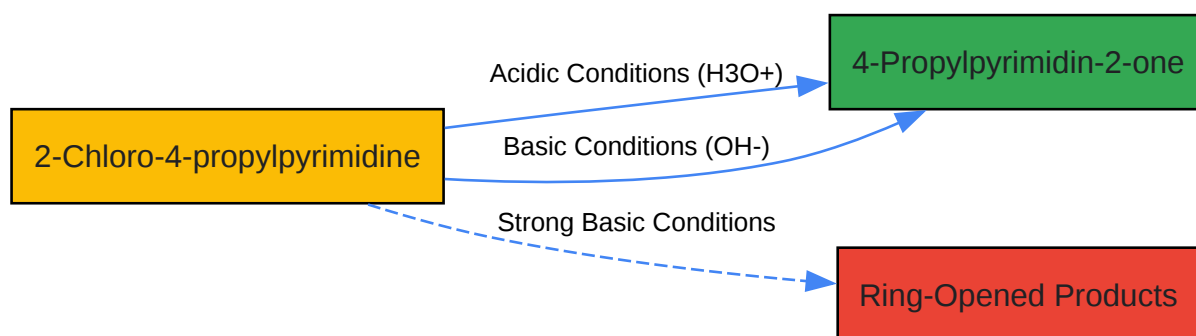 4-Propylpyrimidin-2-one
Acidic Conditions (H3O+)
2-Chloro-4-propylpyrimidine
Basic Conditions (OH-)
Strong Basic Conditions
Ring-Opened Products